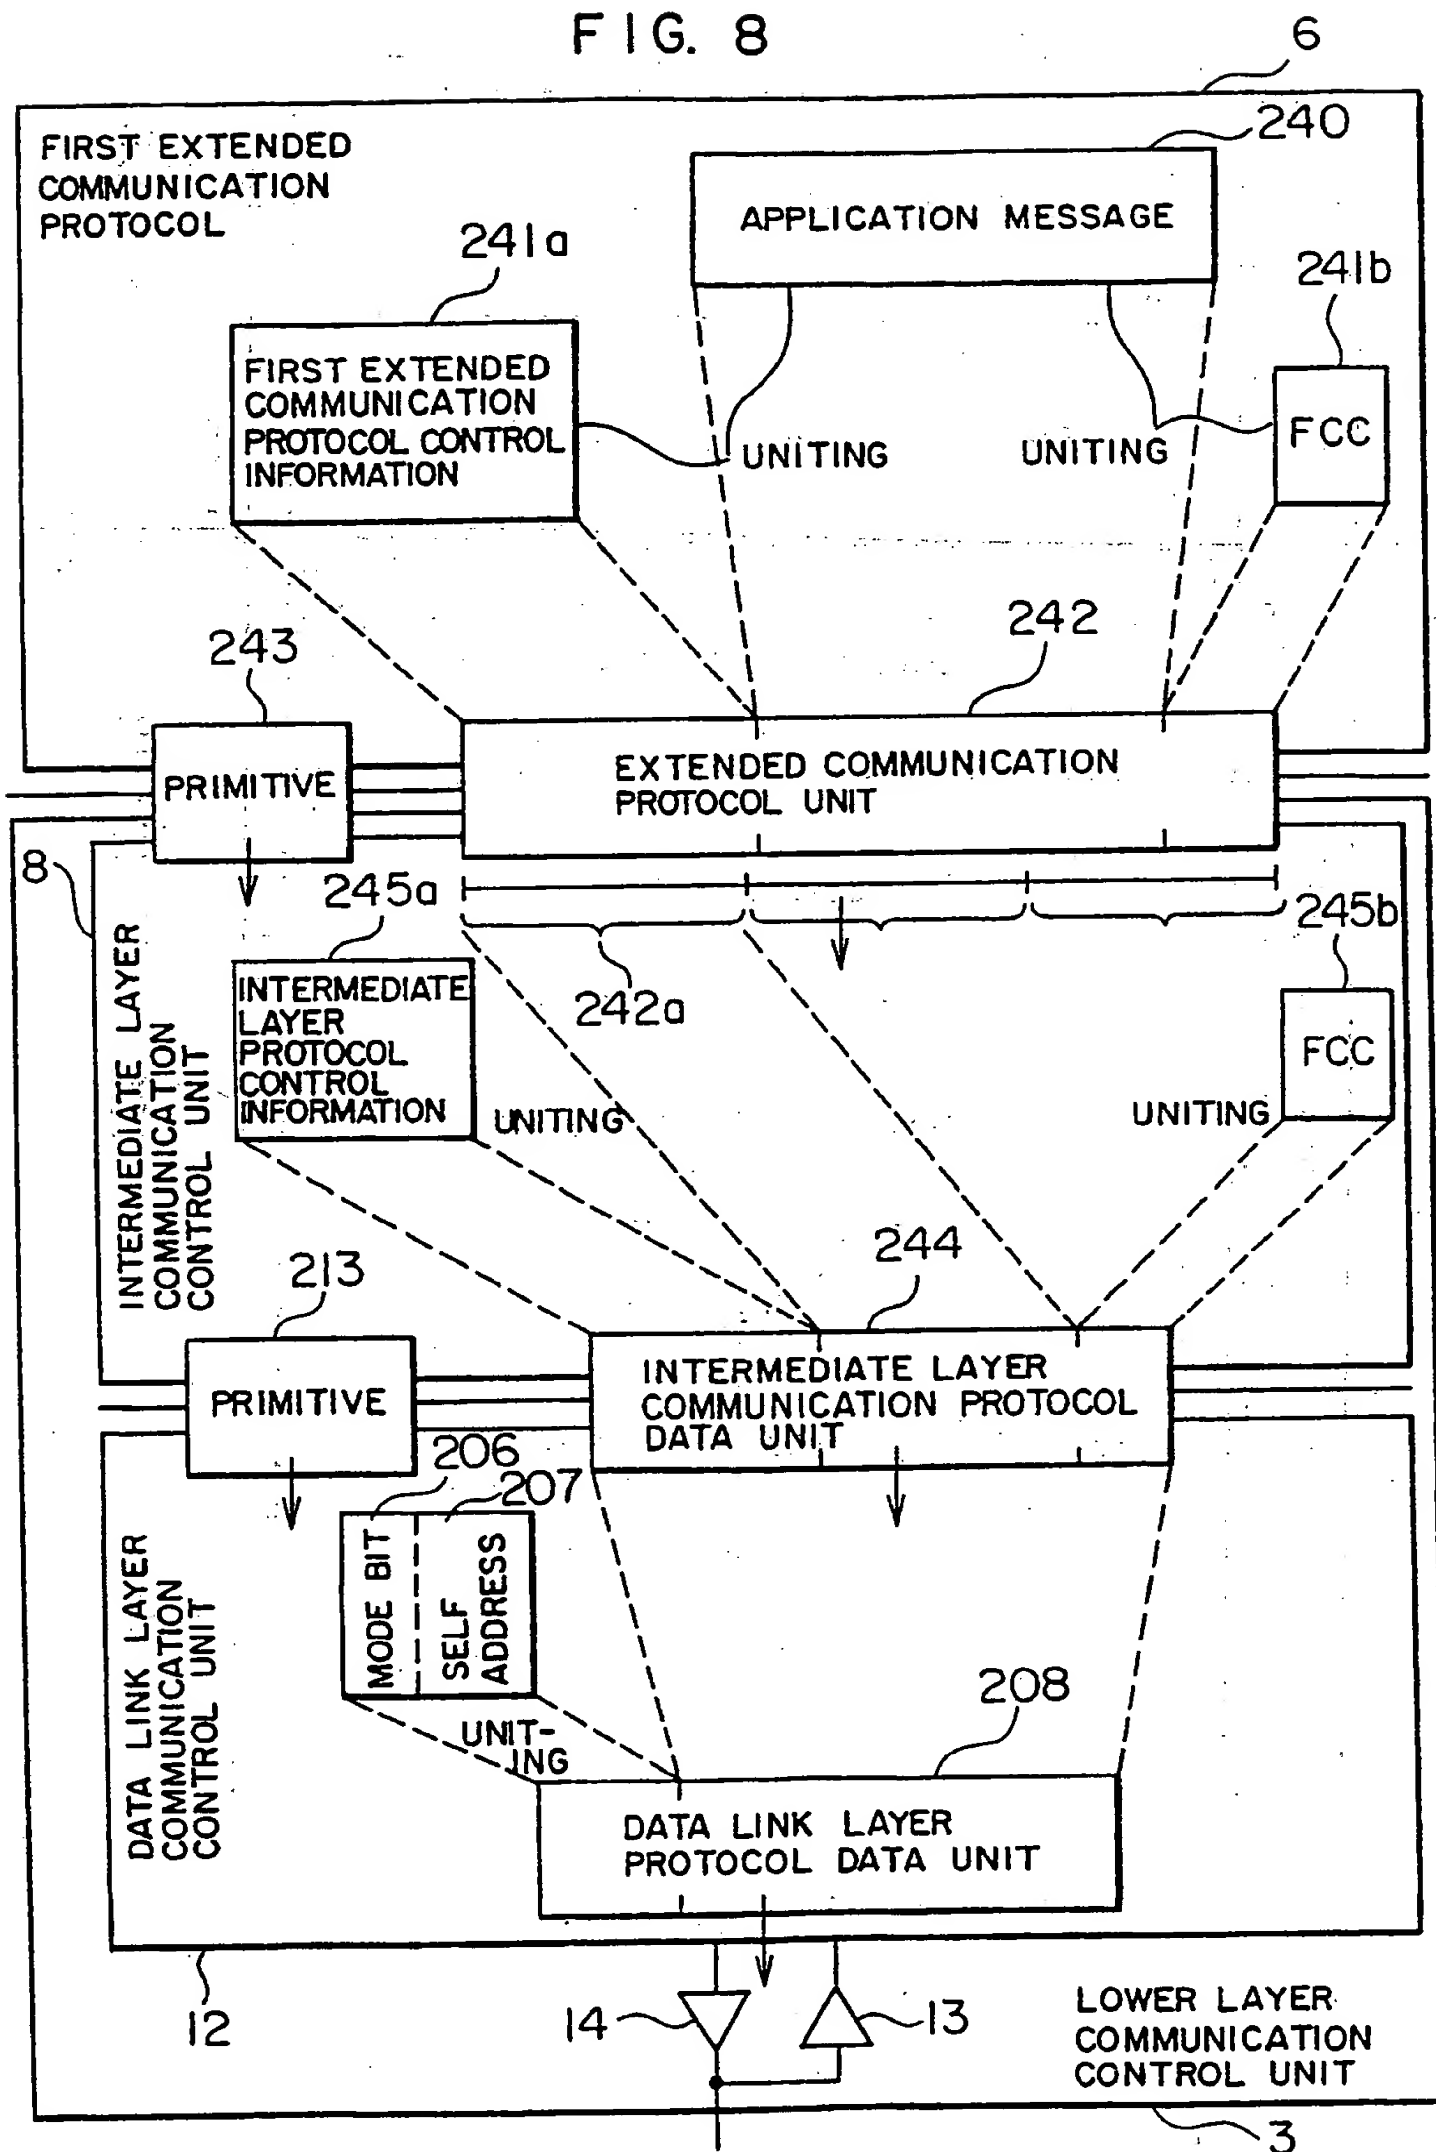 FIG. 8
6
FIRST EXTENDED
COMMUNICATION
PROTOCOL
240
APPLICATION MESSAGE
241a
241b
FIRST EXTENDED
COMMUNICATION
PROTOCOL CONTROL
INFORMATION
UNITING
UNITING
FCC
243
242
PRIMITIVE
EXTENDED COMMUNICATION
PROTOCOL UNIT
8
INTERMEDIATE LAYER
COMMUNICATION
CONTROL UNIT
245a
242a
245b
INTERMEDIATE
LAYER
PROTOCOL
CONTROL
INFORMATION
UNITING
UNITING
FCC
213
244
PRIMITIVE
INTERMEDIATE LAYER
COMMUNICATION PROTOCOL
DATA UNIT
206
207
DATA LINK LAYER
COMMUNICATION
CONTROL UNIT
MODE BIT
SELF
ADDRESS
UNIT-
ING
208
DATA LINK LAYER
PROTOCOL DATA UNIT
12
14
13
LOWER LAYER
COMMUNICATION
CONTROL UNIT
3